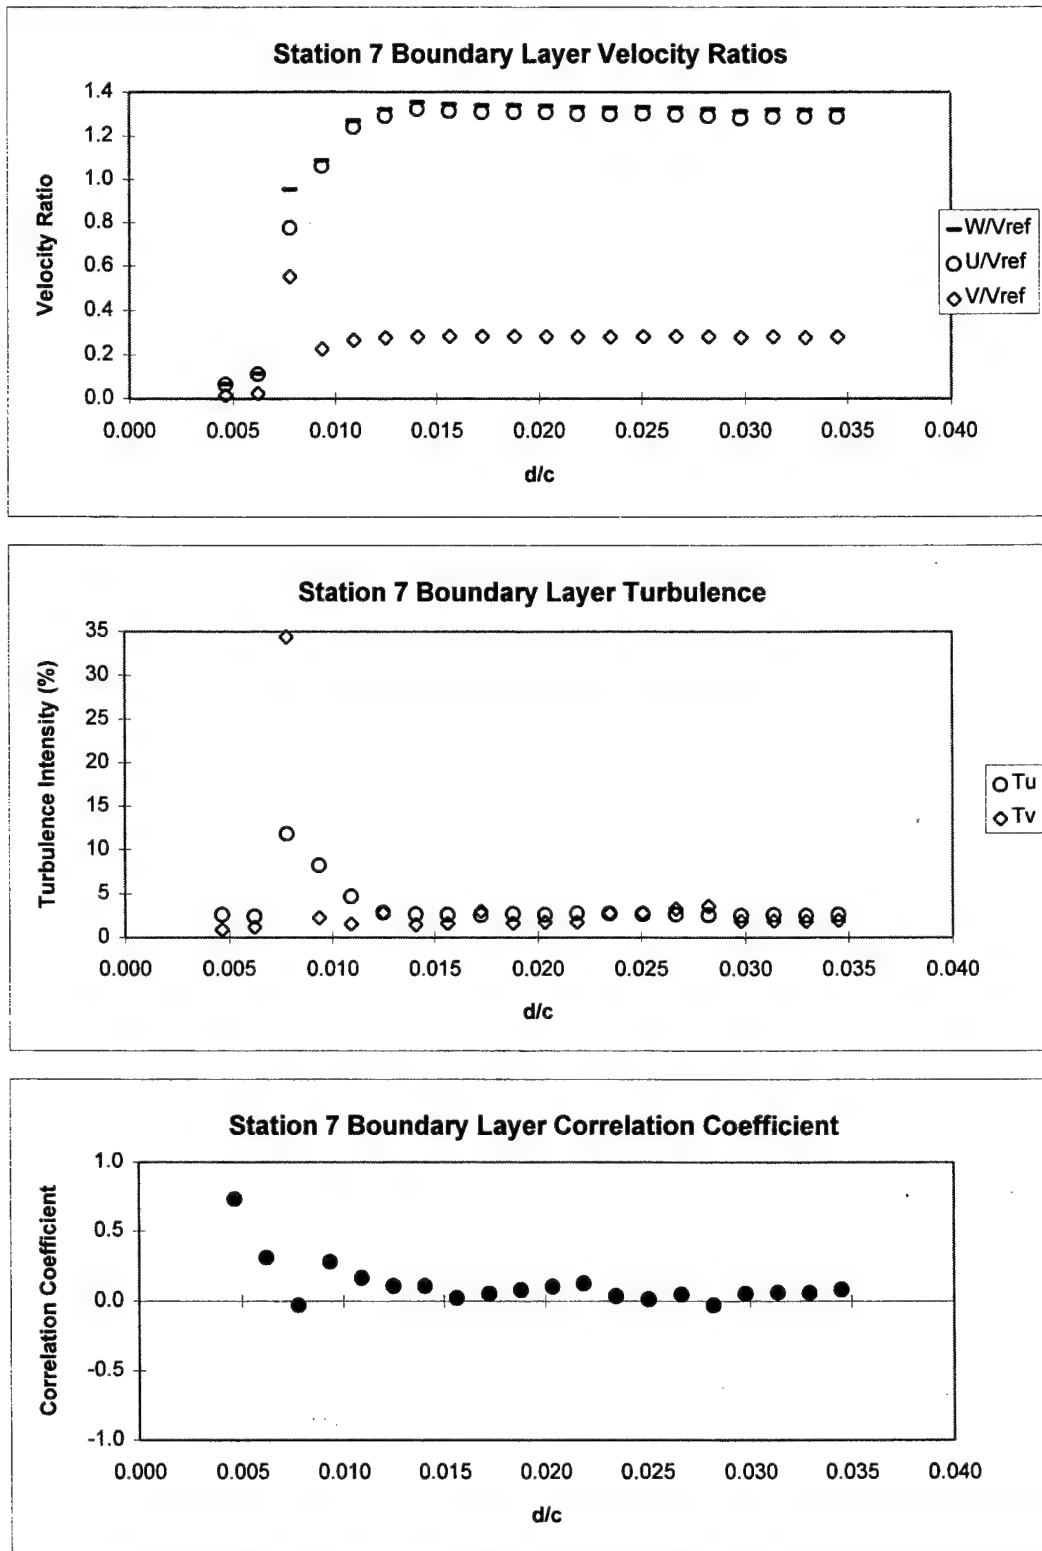 Station 7 Boundary Layer Velocity Ratios
1.4
1.2
1.0
0.8
0.6
0.4
0.2
0.0
Velocity Ratio
0.000 0.005 0.010 0.015 0.020 0.025 0.030 0.035 0.040
d/c
W/Vref
U/Vref
V/Vref
Station 7 Boundary Layer Turbulence
35
30
25
20
15
10
5
0
Turbulence Intensity (%)
0.000 0.005 0.010 0.015 0.020 0.025 0.030 0.035 0.040
d/c
Tu
Tv
Station 7 Boundary Layer Correlation Coefficient
1.0
0.5
0.0
-0.5
-1.0
Correlation Coefficient
0.000 0.005 0.010 0.015 0.020 0.025 0.030 0.035 0.040
d/c